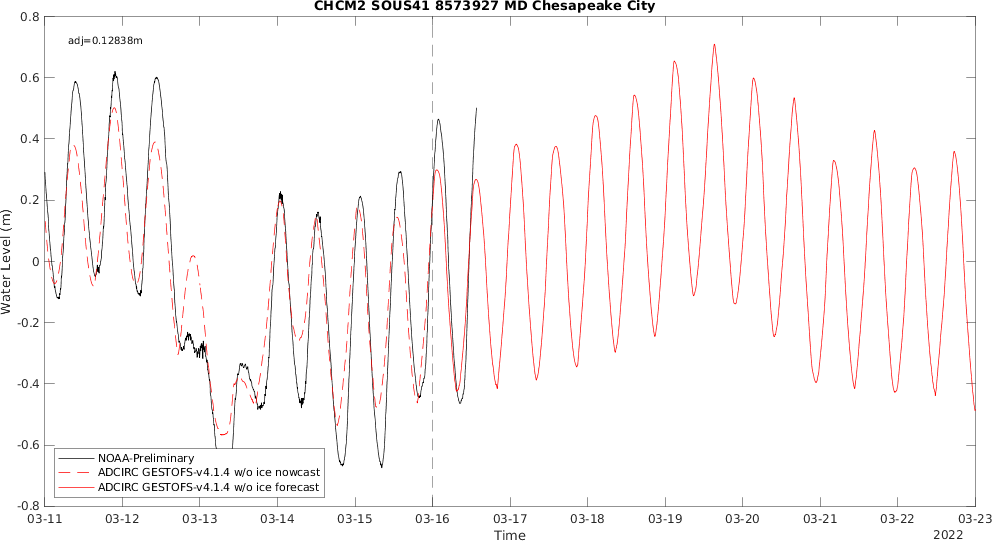 CHCM2 SOUS41 8573927 MD Chesapeake City
adj=0.12838m
Water Level (m)
0.8
0.6
0.4
0.2
0
-0.2
-0.4
-0.6
-0.8
NOAA-Preliminary
ADCIRC GESTOFS-v4.1.4 w/o ice nowcast
ADCIRC GESTOFS-v4.1.4 w/o ice forecast
03-11 03-12 03-13 03-14 03-15 03-16 03-17 03-18 03-19 03-20 03-21 03-22 03-23
Time
2022